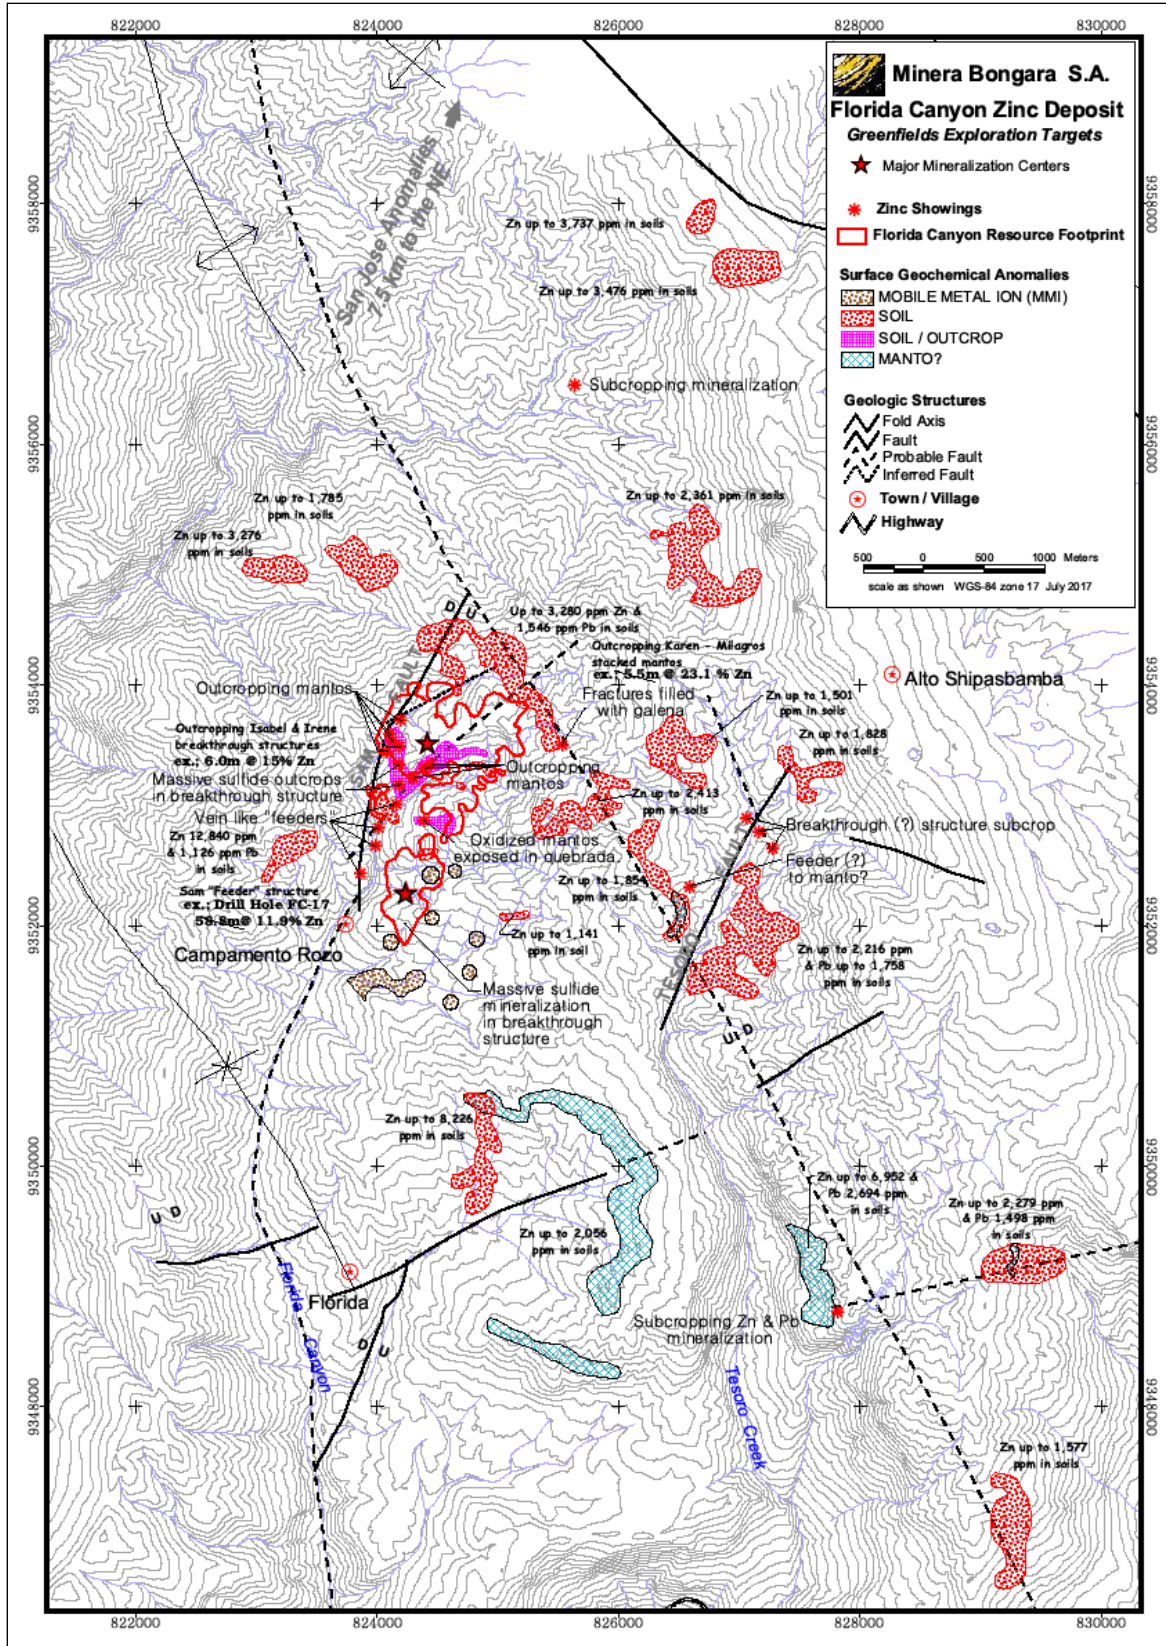 822000
824000
826000
828000
830000
Minera Bongara S.A.
Florida Canyon Zinc Deposit
Greenfields Exploration Targets
Major Mineralization Centers
Zinc Showings
Florida Canyon Resource Footprint
Surface Geochemical Anomalies
MOBILE METAL ION (MMI)
SOIL
SOIL / OUTCROP
MANTO?
Geologic Structures
Fold Axis
Fault
Probable Fault
Inferred Fault
Town / Village
Highway
500 0 500 1000 Meters
scale as shown WGS-84 zone 17 July 2017
9358000
9358000
San Jose Anomalies
7.5 km to the NE
Zn up to 3,737 ppm in soils
Zn up to 3,476 ppm in soils
Subcropping mineralization
9356000
9356000
Zn up to 1,785
ppm in soils
Zn up to 3,276
ppm in soils
Zn up to 2,361 ppm in soils
D U
Up to 3,280 ppm Zn &
1,546 ppm Pb in soils
Outcropping Karen - Milagros
stacked mantos
ex.; 5.5m @ 23.1 % Zn
9354000
9354000
Outcropping mantos
Fractures filled
with galena
Alto Shipasbamba
Zn up to 1,501
ppm in soils
Outcropping Isabel & Irene
breakthrough structures
ex.; 6.0m @ 15% Zn
FAULT
Zn up to 1,828
ppm in soils
Massive sulfide outcrops
in breakthrough structure
Outcropping
mantos
Zn up to 2,413
ppm in soils
Vein like "feeders"
Zn 12,840 ppm
& 1,126 ppm Pb
in soils
Oxidized mantos
exposed in quebrada
Breakthrough (?) structure subcrop
Feeder (?)
to manto?
Zn up to 1,854
ppm in soils
Sam "Feeder" structure
ex.; Drill Hole FC-17
58.8m@ 11.9% Zn
9352000
9352000
Campamento Rozo
Zn up to 1,141
ppm in soil
Zn up to 2,216 ppm
& Pb up to 1,758
ppm in soils
TESORO FAULT
Massive sulfide
mineralization
in breakthrough
structure
U D
Zn up to 8,226
ppm in soils
9350000
9350000
Zn up to 6,952 &
Pb 2,694 ppm
in soils
Zn up to 2,279 ppm
& Pb 1,498 ppm
in soils
U D
Zn up to 2,056
ppm in soils
Florida
Florida Canyon
Subcropping Zn & Pb
mineralization
D U
Tesoro Creek
9348000
9348000
Zn up to 1,577
ppm in soils
822000
824000
826000
828000
830000